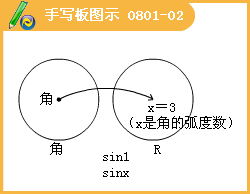 手写板图示 0801-02
角
x＝3
（x是角的弧度数）
角 R
sin1
sinx